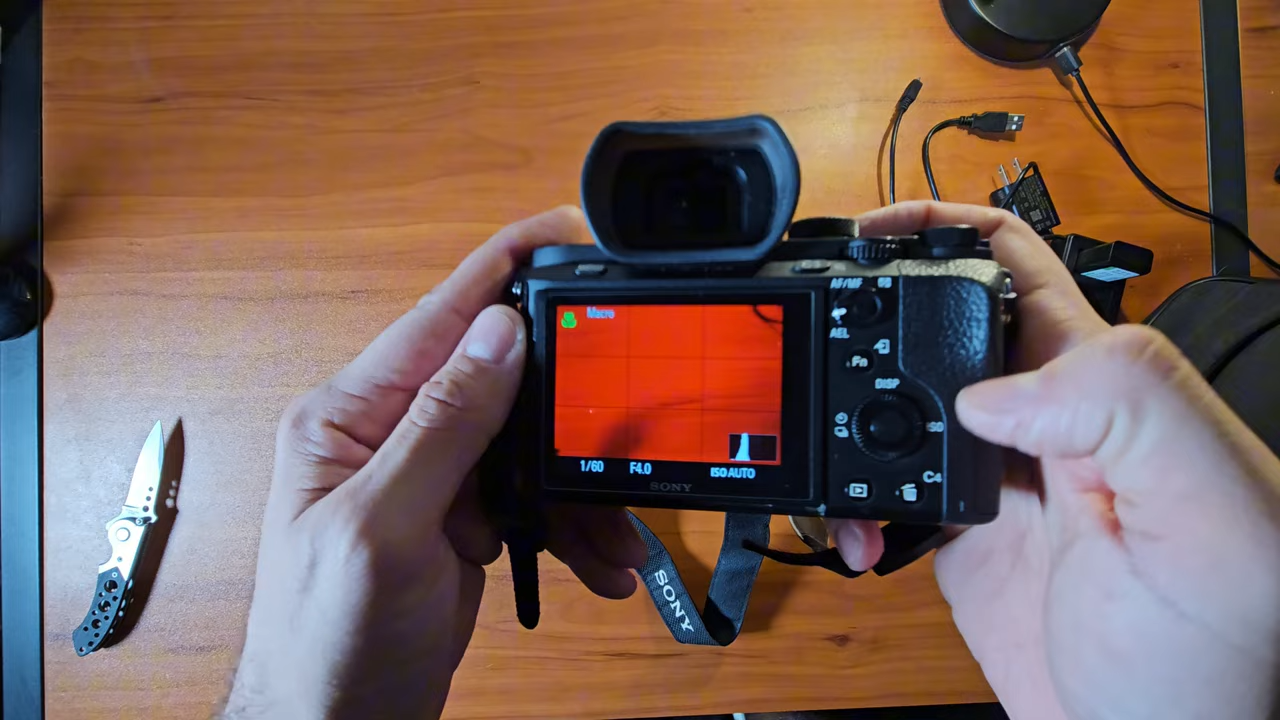 Macro
AF/MF
AEL
Fn
DISP
ISO
C4
1/60 F4.0 ISO AUTO
SONY
SONY